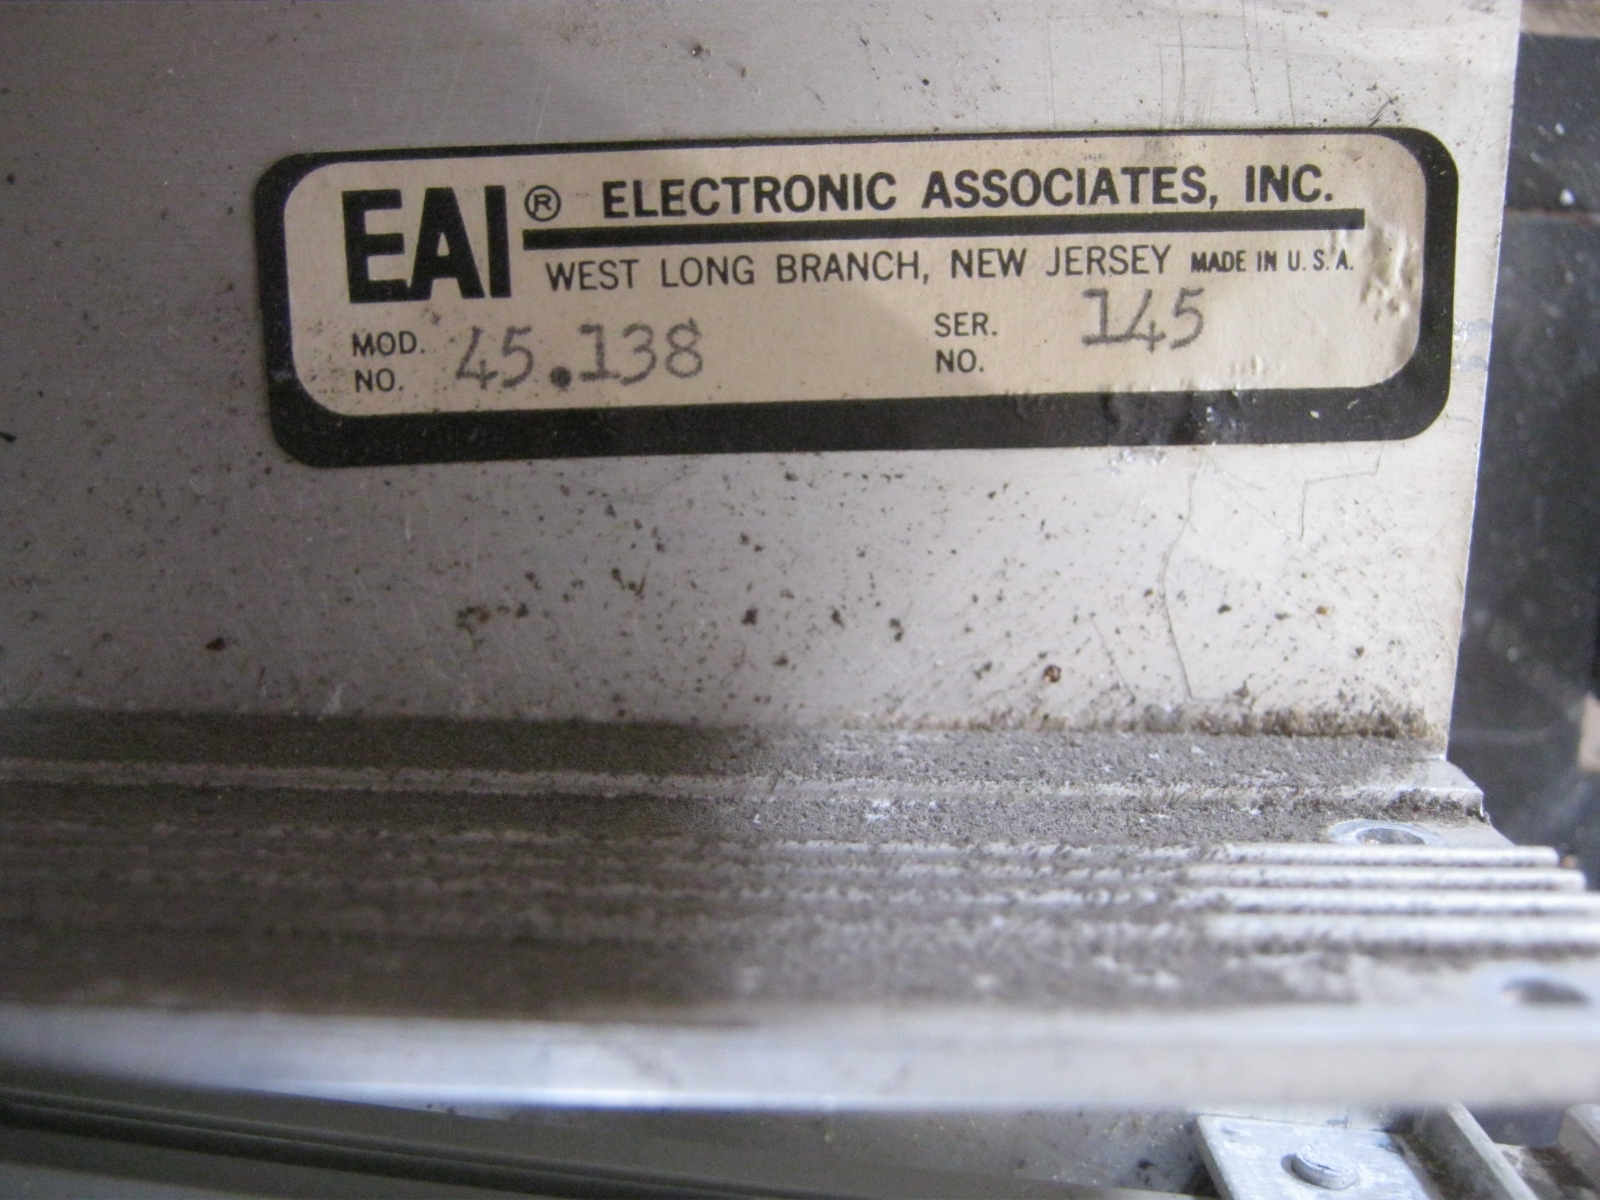 EAI® ELECTRONIC ASSOCIATES, INC.
WEST LONG BRANCH, NEW JERSEY MADE IN U.S.A.
MOD. NO. 45.138 SER. NO. 145